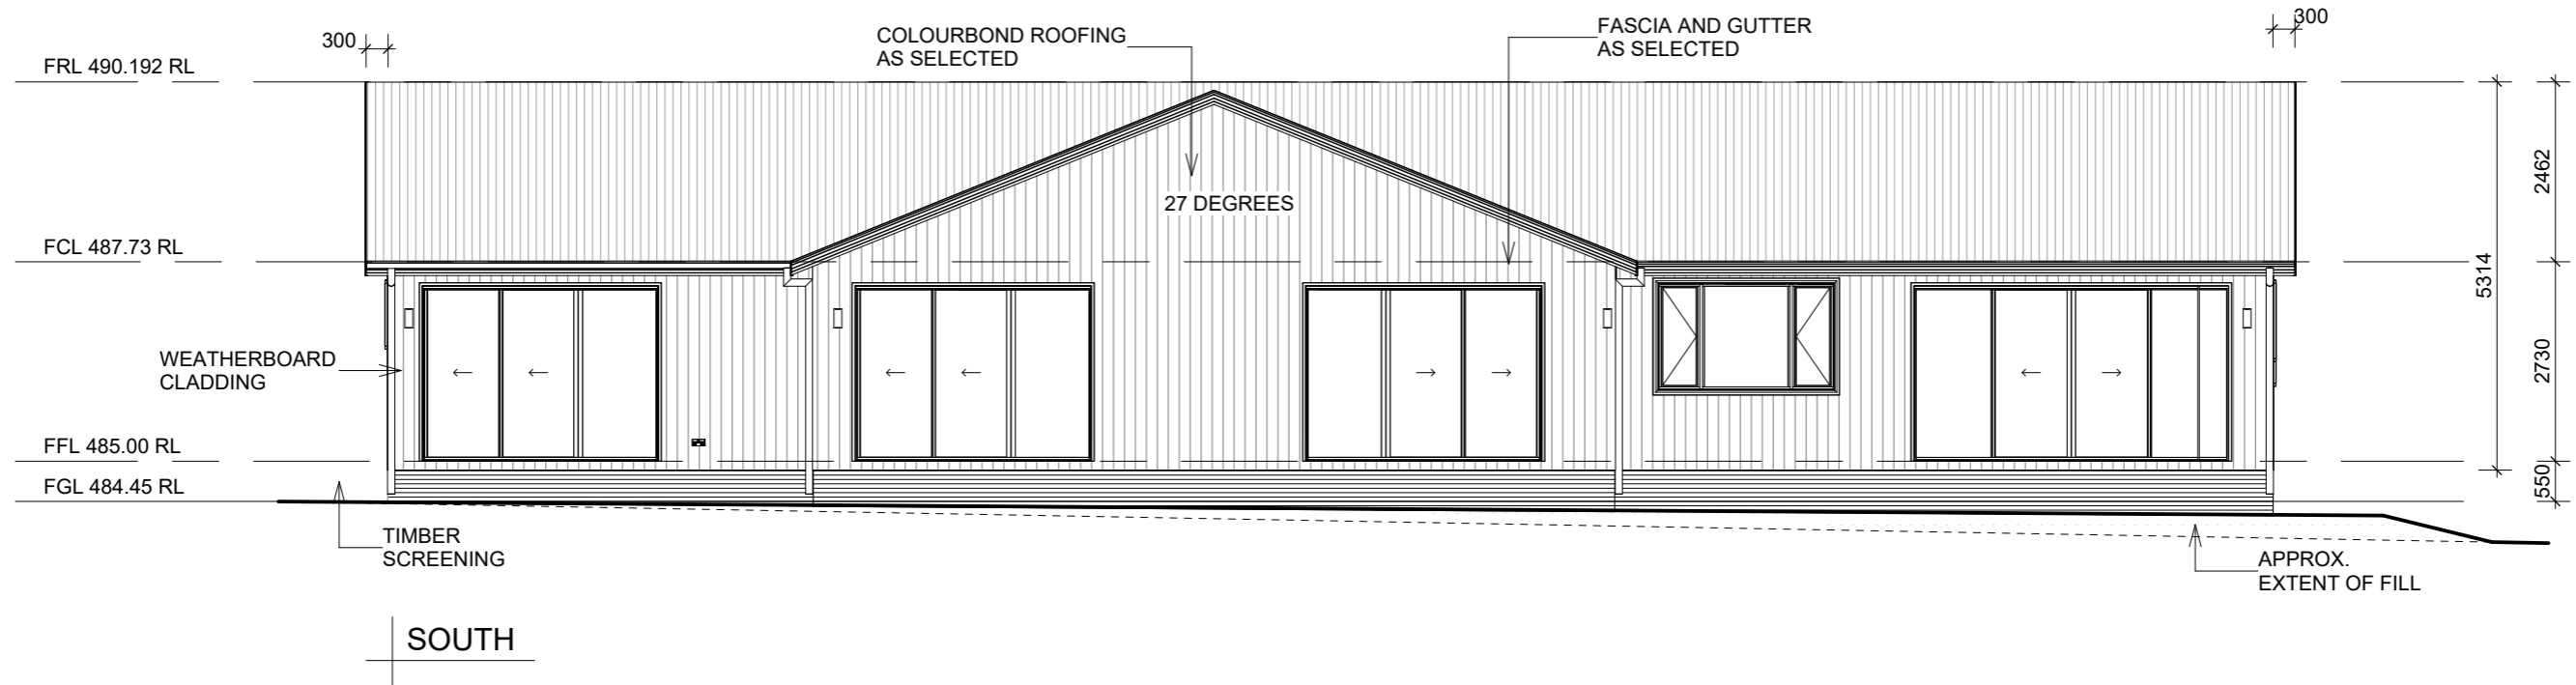 300
COLOURBOND ROOFING
AS SELECTED
FASCIA AND GUTTER
AS SELECTED
300
FRL 490.192 RL
2462
27 DEGREES
FCL 487.73 RL
5314
2730
WEATHERBOARD
CLADDING
FFL 485.00 RL
FGL 484.45 RL
550
TIMBER
SCREENING
APPROX.
EXTENT OF FILL
SOUTH